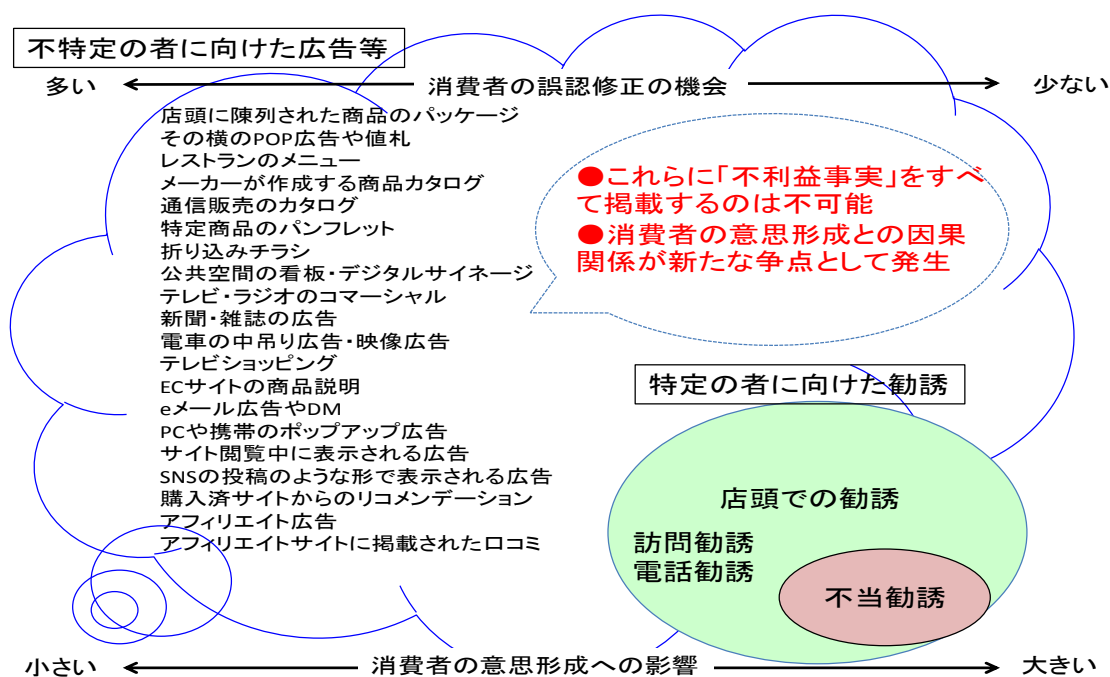 不特定の者に向けた広告等
多い
消費者の誤認修正の機会
少ない
店頭に陳列された商品のパッケージ
その横のPOP広告や値札
レストランのメニュー
メーカーが作成する商品カタログ
通信販売のカタログ
特定商品のパンフレット
折り込みチラシ
公共空間の看板・デジタルサイネージ
テレビ・ラジオのコマーシャル
新聞・雑誌の広告
電車の中吊り広告・映像広告
テレビショッピング
ECサイトの商品説明
eメール広告やDM
PCや携帯のポップアップ広告
サイト閲覧中に表示される広告
SNSの投稿のような形で表示される広告
購入済サイトからのリコメンデーション
アフィリエイト広告
アフィリエイトサイトに掲載された口コミ
●これらに「不利益事実」をすべ
て掲載するのは不可能
●消費者の意思形成との因果
関係が新たな争点として発生
特定の者に向けた勧誘
店頭での勧誘
訪問勧誘
電話勧誘
不当勧誘
小さい
消費者の意思形成への影響
大きい